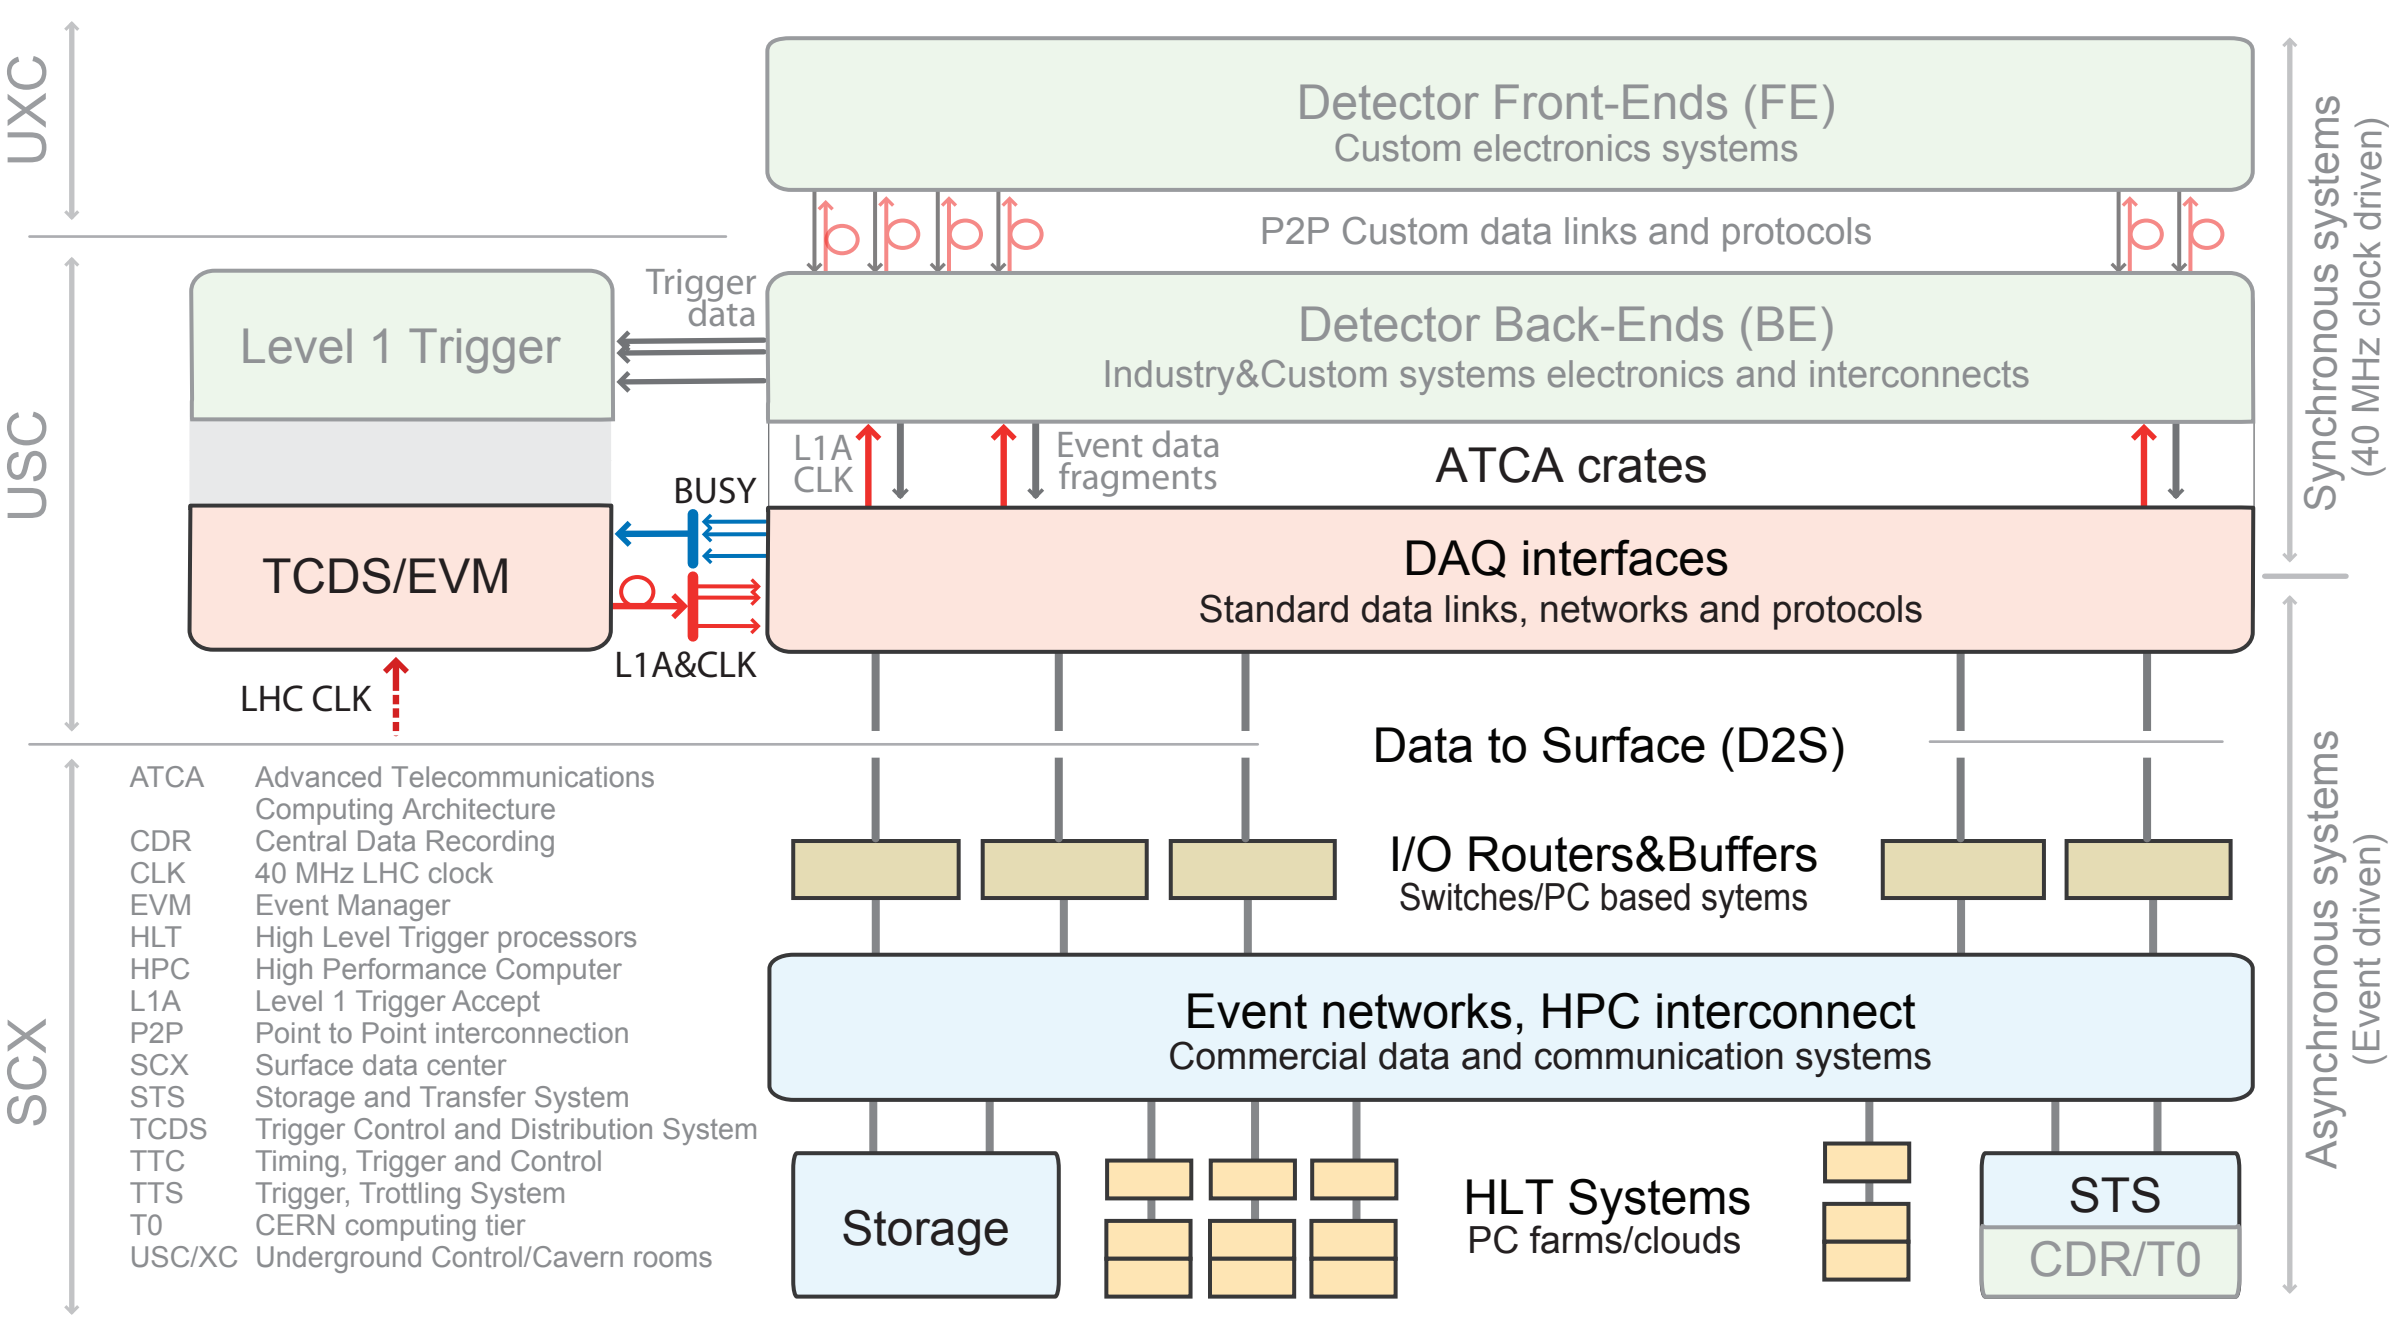 UXC
USC
SCX
Detector Front-Ends (FE)
Custom electronics systems
P2P Custom data links and protocols
Level 1 Trigger
Trigger
data
Detector Back-Ends (BE)
Industry&Custom systems electronics and interconnects
L1A
CLK
Event data
fragments
ATCA crates
BUSY
TCDS/EVM
L1A&CLK
LHC CLK
DAQ interfaces
Standard data links, networks and protocols
Data to Surface (D2S)
I/O Routers&Buffers
Switches/PC based sytems
Event networks, HPC interconnect
Commercial data and communication systems
Storage
HLT Systems
PC farms/clouds
STS
CDR/T0
Synchronous systems
(40 MHz clock driven)
Asynchronous systems
(Event driven)
ATCA Advanced Telecommunications
Computing Architecture
CDR Central Data Recording
CLK 40 MHz LHC clock
EVM Event Manager
HLT High Level Trigger processors
HPC High Performance Computer
L1A Level 1 Trigger Accept
P2P Point to Point interconnection
SCX Surface data center
STS Storage and Transfer System
TCDS Trigger Control and Distribution System
TTC Timing, Trigger and Control
TTS Trigger, Trottling System
T0 CERN computing tier
USC/XC Underground Control/Cavern rooms